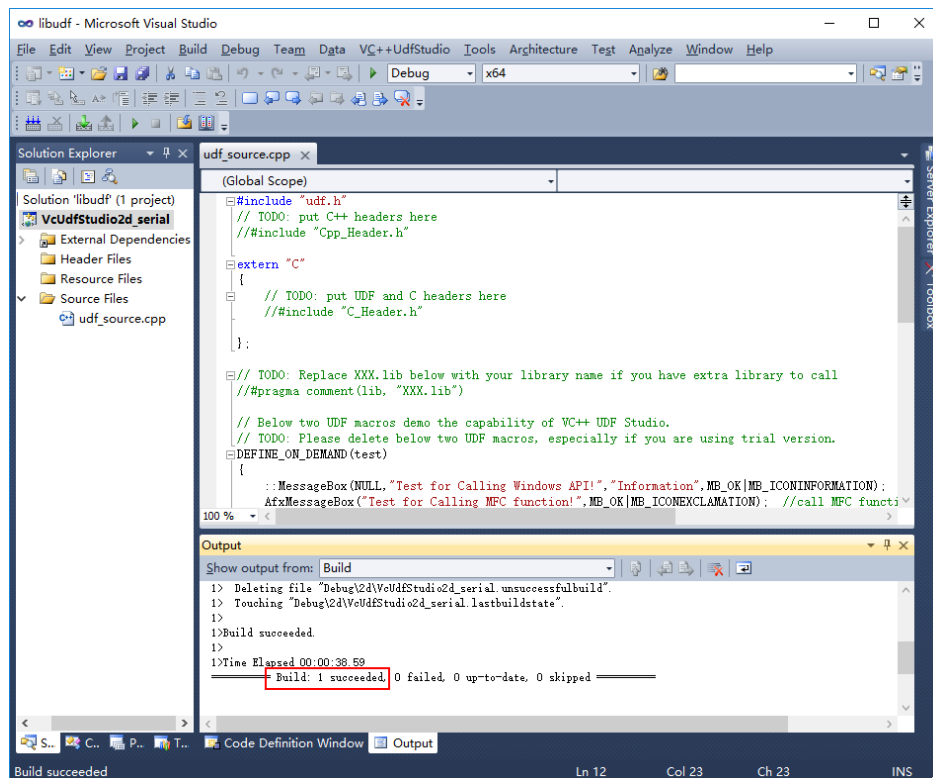 libudf - Microsoft Visual Studio
File Edit View Project Build Debug Team Data VC++UdfStudio Tools Architecture Test Analyze Window Help
Debug x64
Solution Explorer
udf_source.cpp
(Global Scope)
Solution 'libudf' (1 project)
VcUdfStudio2d_serial
External Dependencies
Header Files
Resource Files
Source Files
udf_source.cpp
#include "udf.h"
// TODO: put C++ headers here
//#include "Cpp_Header.h"
extern "C"
{
// TODO: put UDF and C headers here
//#include "C_Header.h"
};
// TODO: Replace XXX.lib below with your library name if you have extra library to call
//#pragma comment(lib, "XXX.lib")
// Below two UDF macros demo the capability of VC++ UDF Studio.
// TODO: Please delete below two UDF macros, especially if you are using trial version.
DEFINE_ON_DEMAND(test)
{
::MessageBox(NULL,"Test for Calling Windows API!","Information",MB_OK|MB_ICONINFORMATION);
AfxMessageBox("Test for Calling MFC function!",MB_OK|MB_ICONEXCLAMATION); //call MFC functi
100 %
Server Explorer
Toolbox
Output
Show output from: Build
1> Deleting file "Debug\2d\VcUdfStudio2d_serial.unsuccessfulbuild".
1> Touching "Debug\2d\VcUdfStudio2d_serial.lastbuildstate".
1>
1>Build succeeded.
1>
1>Time Elapsed 00:00:38.59
========== Build: 1 succeeded, 0 failed, 0 up-to-date, 0 skipped ==========
S... C... P... T... Code Definition Window Output
Build succeeded Ln 12 Col 23 Ch 23 INS